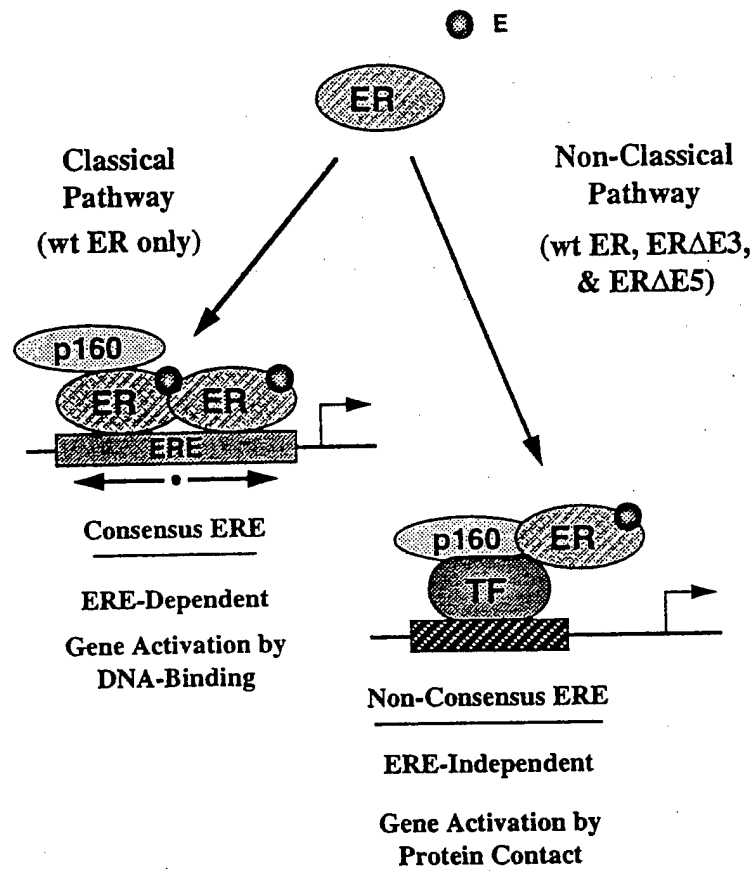 E
ER
Classical
Pathway
(wt ER only)
Non-Classical
Pathway
(wt ER, ERΔE3,
& ERΔE5)
p160
ER
ER
ERE
Consensus ERE
ERE-Dependent
Gene Activation by
DNA-Binding
p160
ER
TF
Non-Consensus ERE
ERE-Independent
Gene Activation by
Protein Contact